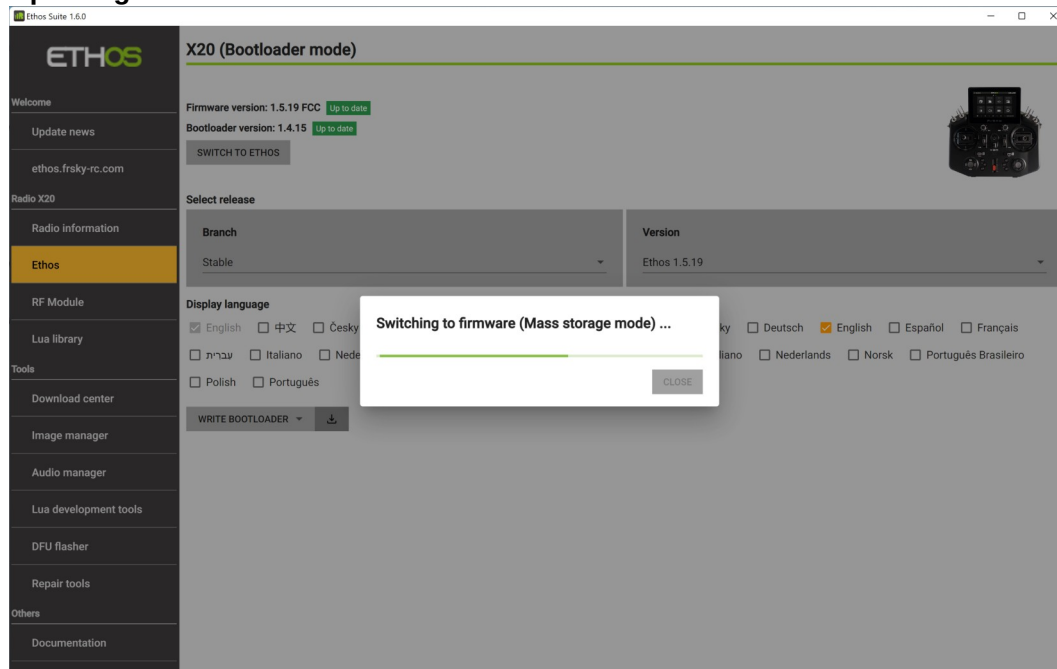 Ethos Suite 1.6.0
ETHOS
X20 (Bootloader mode)
Welcome
Update news
ethos.frsky-rc.com
Radio X20
Radio information
Ethos
RF Module
Lua library
Tools
Download center
Image manager
Audio manager
Lua development tools
DFU flasher
Repair tools
Others
Documentation
Firmware version: 1.5.19 FCC Up to date
Bootloader version: 1.4.15 Up to date
SWITCH TO ETHOS
Select release
Branch
Stable
Version
Ethos 1.5.19
Display language
English 中文 Česky
ky Deutsch English Español Français
עברית Italiano Nede
liano Nederlands Norsk Português Brasileiro
Polish Português
WRITE BOOTLOADER
Switching to firmware (Mass storage mode) ...
CLOSE